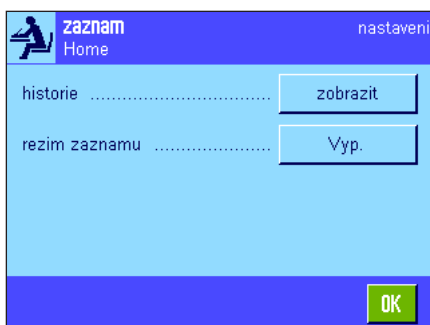 zaznam nastaveni
Home
historie ................................. zobrazit
rezim zaznamu ..................... Vyp.
OK